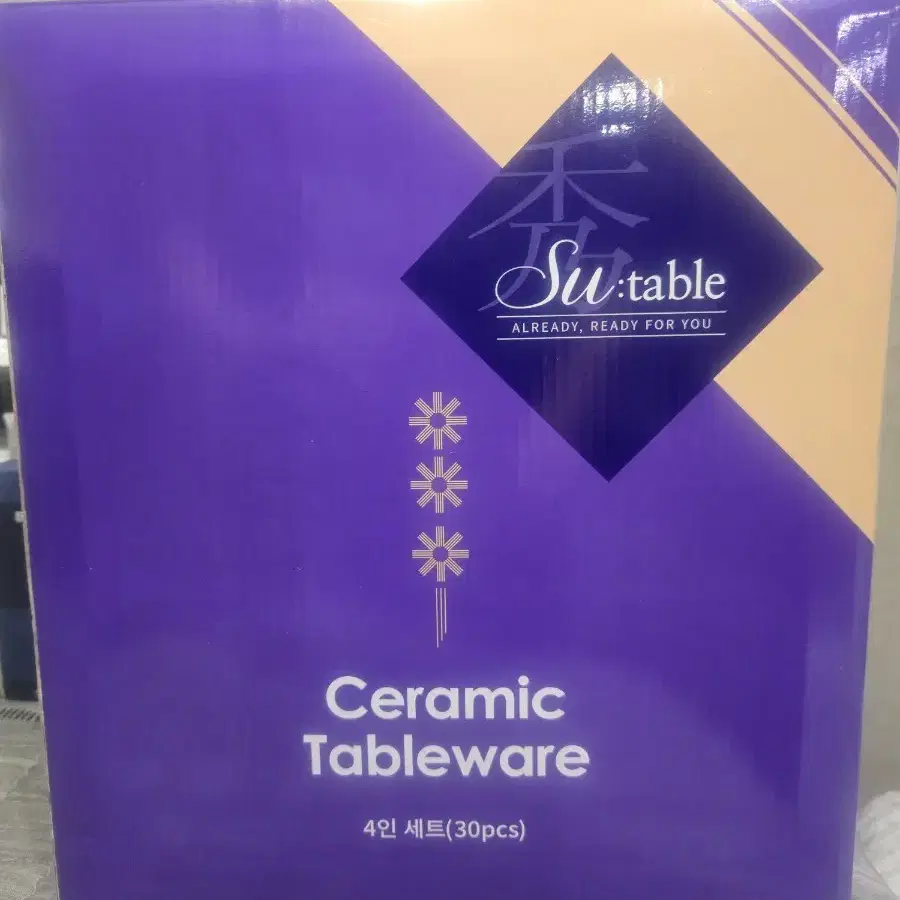 秀
Su:table
ALREADY, READY FOR YOU
Ceramic
Tableware
4인 세트(30pcs)